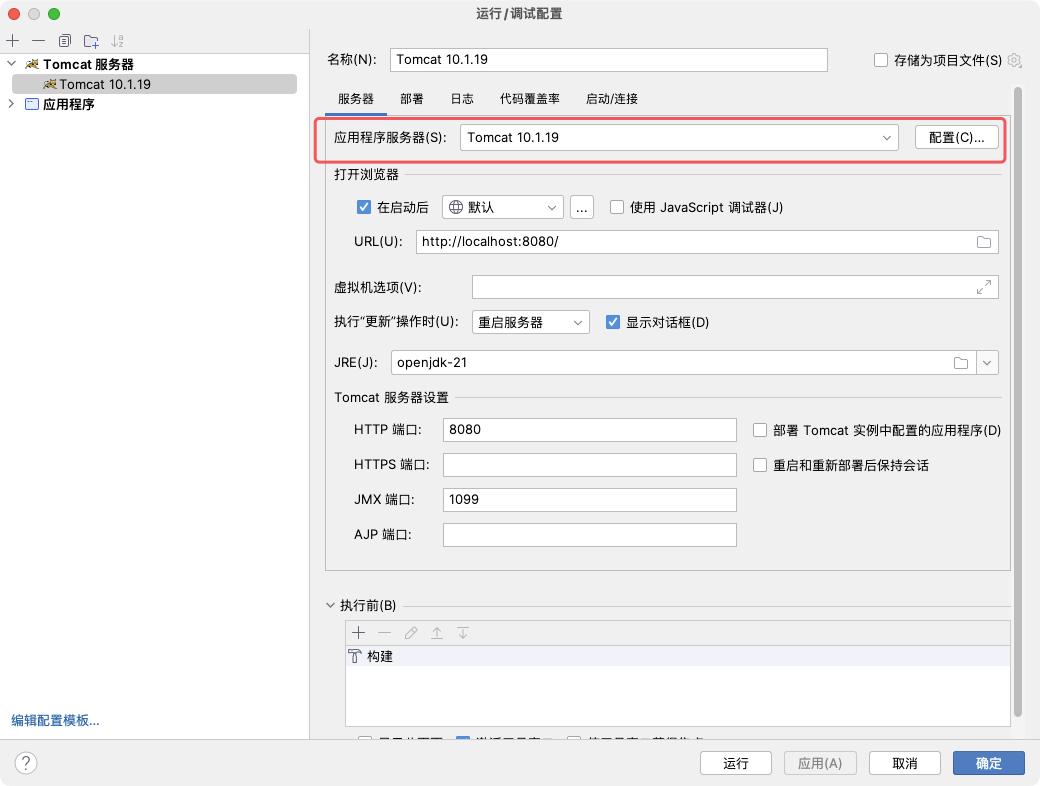 运行/调试配置
Tomcat 服务器
Tomcat 10.1.19
应用程序
编辑配置模板...
名称(N): Tomcat 10.1.19 存储为项目文件(S)
服务器 部署 日志 代码覆盖率 启动/连接
应用程序服务器(S): Tomcat 10.1.19 配置(C)...
打开浏览器
在启动后 默认 ... 使用 JavaScript 调试器(J)
URL(U): http://localhost:8080/
虚拟机选项(V):
执行“更新”操作时(U): 重启服务器 显示对话框(D)
JRE(J): openjdk-21
Tomcat 服务器设置
HTTP 端口: 8080 部署 Tomcat 实例中配置的应用程序(D)
HTTPS 端口: 重启和重新部署后保持会话
JMX 端口: 1099
AJP 端口:
执行前(B)
构建
? 运行 应用(A) 取消 确定